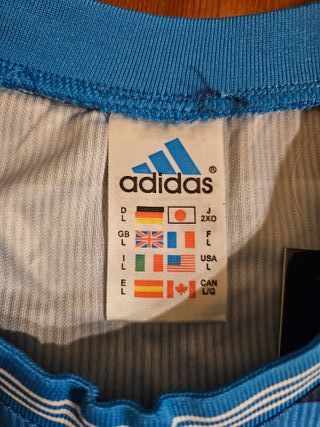 adidas®
D J
L 2XO
GB F
L L
I USA
L L
E CAN
L L/G